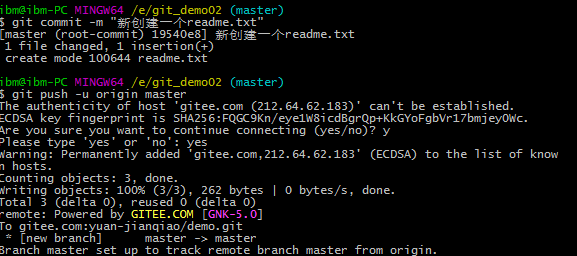 ibm@ibm-PC MINGW64 /e/git_demo02 (master)
$ git commit -m "新创建一个readme.txt"
[master (root-commit) 19540e8] 新创建一个readme.txt
 1 file changed, 1 insertion(+)
 create mode 100644 readme.txt
ibm@ibm-PC MINGW64 /e/git_demo02 (master)
$ git push -u origin master
The authenticity of host 'gitee.com (212.64.62.183)' can't be established.
ECDSA key fingerprint is SHA256:FQGC9Kn/eye1W8icdBgrQp+KkGYoFgbVr17bmjey0Wc.
Are you sure you want to continue connecting (yes/no)? y
Please type 'yes' or 'no': yes
Warning: Permanently added 'gitee.com,212.64.62.183' (ECDSA) to the list of know
n hosts.
Counting objects: 3, done.
Writing objects: 100% (3/3), 262 bytes | 0 bytes/s, done.
Total 3 (delta 0), reused 0 (delta 0)
remote: Powered by GITEE.COM [GNK-5.0]
To gitee.com:yuan-jianqiao/demo.git
 * [new branch]      master -> master
Branch master set up to track remote branch master from origin.